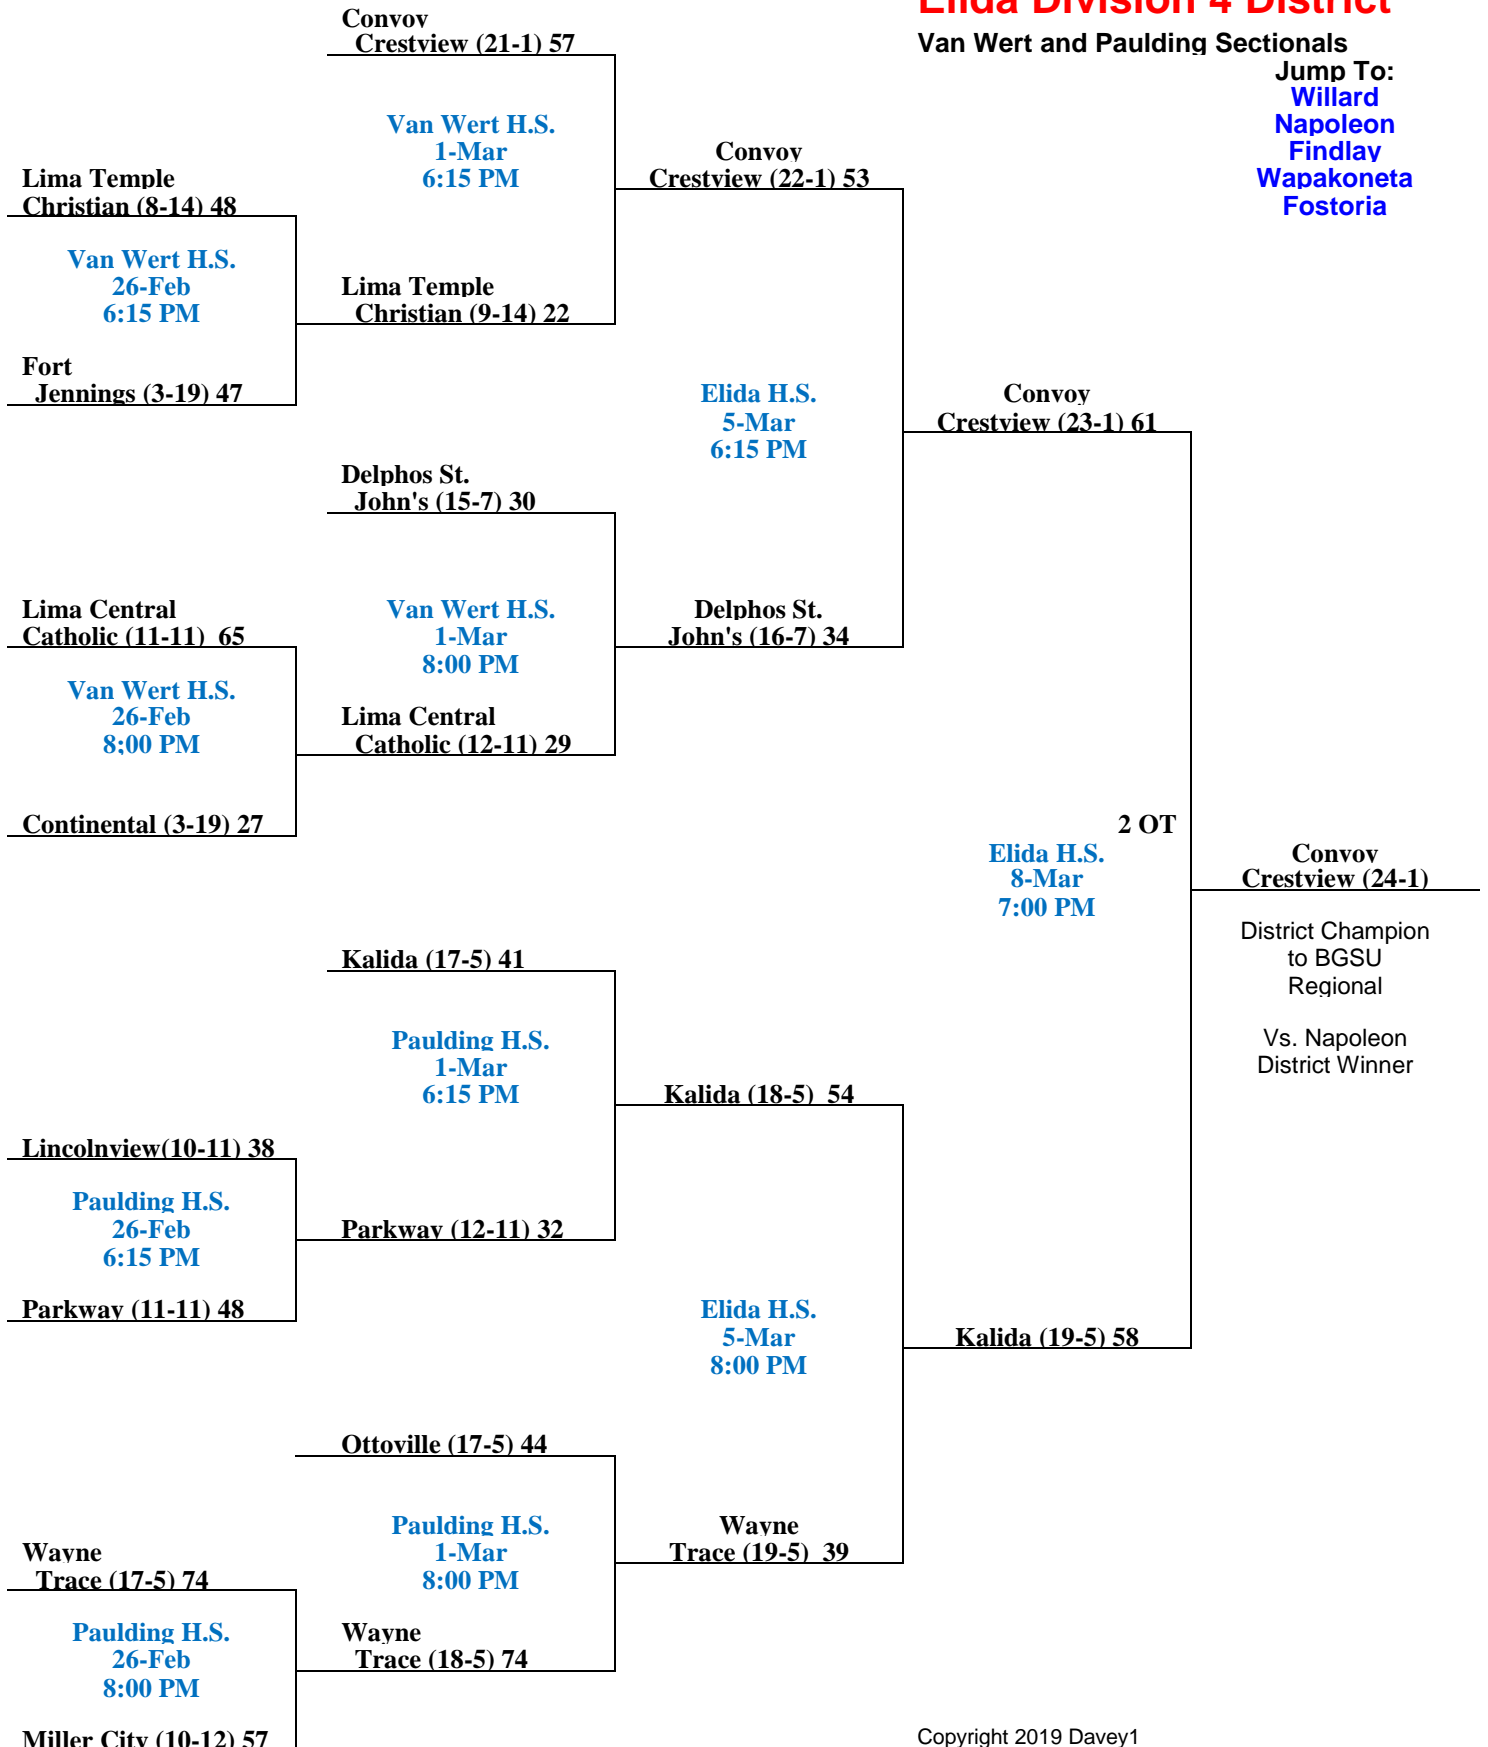 Elida Division 4 District
Van Wert and Paulding Sectionals
Jump To:
Willard
Napoleon
Findlay
Wapakoneta
Fostoria
Convoy
Crestview (21-1) 57
Van Wert H.S.
1-Mar
6:15 PM
Convoy
Crestview (22-1) 53
Lima Temple
Christian (8-14) 48
Van Wert H.S.
26-Feb
6:15 PM
Lima Temple
Christian (9-14) 22
Fort
Jennings (3-19) 47
Elida H.S.
5-Mar
6:15 PM
Convoy
Crestview (23-1) 61
Delphos St.
John's (15-7) 30
Lima Central
Catholic (11-11) 65
Van Wert H.S.
1-Mar
8:00 PM
Delphos St.
John's (16-7) 34
Van Wert H.S.
26-Feb
8;00 PM
Lima Central
Catholic (12-11) 29
Continental (3-19) 27
2 OT
Elida H.S.
8-Mar
7:00 PM
Convoy
Crestview (24-1)
District Champion
to BGSU
Regional
Vs. Napoleon
District Winner
Kalida (17-5) 41
Paulding H.S.
1-Mar
6:15 PM
Kalida (18-5) 54
Lincolnview(10-11) 38
Paulding H.S.
26-Feb
6:15 PM
Parkway (12-11) 32
Parkway (11-11) 48
Elida H.S.
5-Mar
8:00 PM
Kalida (19-5) 58
Ottoville (17-5) 44
Paulding H.S.
1-Mar
8:00 PM
Wayne
Trace (19-5) 39
Wayne
Trace (17-5) 74
Paulding H.S.
26-Feb
8:00 PM
Wayne
Trace (18-5) 74
Miller City (10-12) 57
Copyright 2019 Davey1